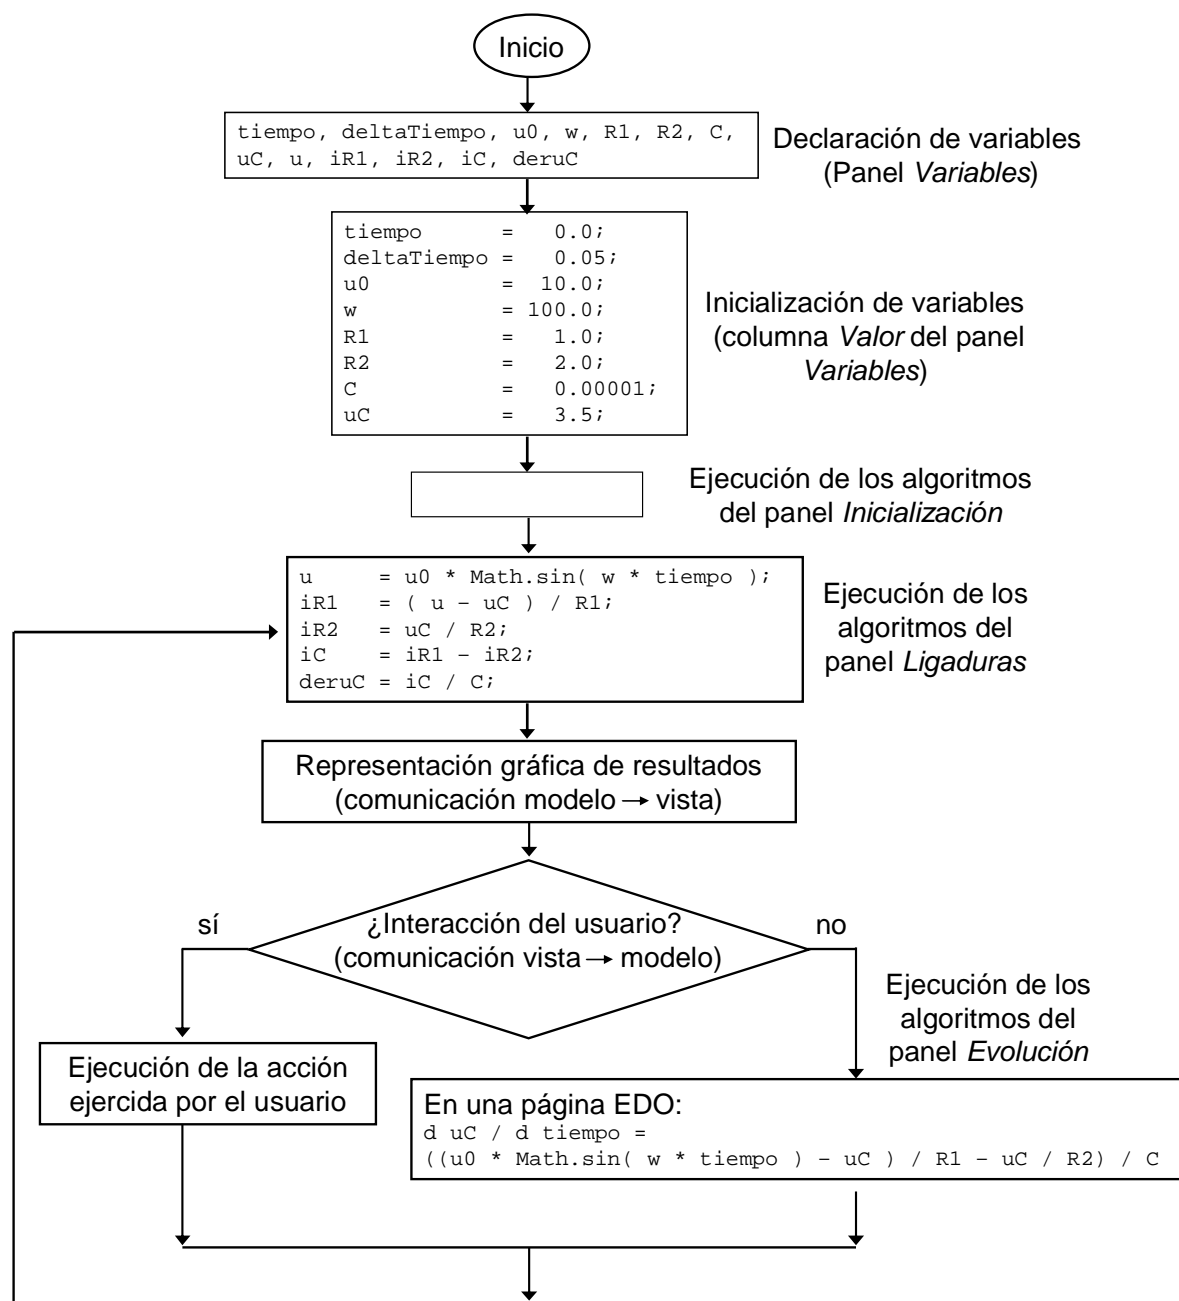 Inicio
tiempo, deltaTiempo, u0, w, R1, R2, C,
uC, u, iR1, iR2, iC, deruC
Declaración de variables
(Panel Variables)
tiempo = 0.0;
deltaTiempo = 0.05;
u0 = 10.0;
w = 100.0;
R1 = 1.0;
R2 = 2.0;
C = 0.00001;
uC = 3.5;
Inicialización de variables
(columna Valor del panel
Variables)
Ejecución de los algoritmos
del panel Inicialización
u = u0 * Math.sin( w * tiempo );
iR1 = ( u – uC ) / R1;
iR2 = uC / R2;
iC = iR1 – iR2;
deruC = iC / C;
Ejecución de los
algoritmos del
panel Ligaduras
Representación gráfica de resultados
(comunicación modelo → vista)
¿Interacción del usuario?
(comunicación vista → modelo)
sí
no
Ejecución de la acción
ejercida por el usuario
Ejecución de los
algoritmos del
panel Evolución
En una página EDO:
d uC / d tiempo =
((u0 * Math.sin( w * tiempo ) – uC ) / R1 – uC / R2) / C